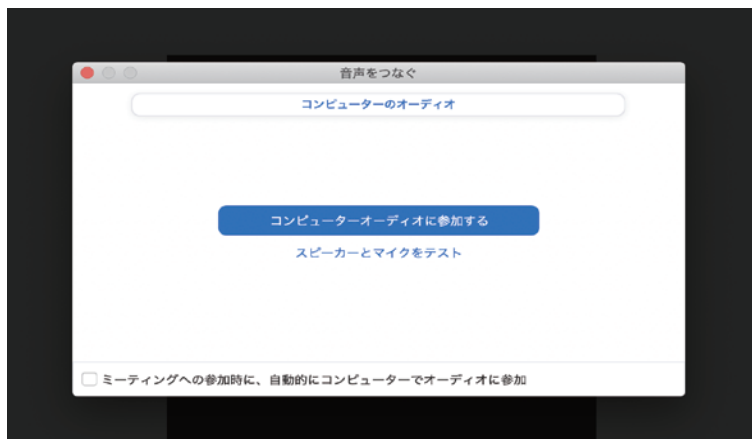 音声をつなぐ
コンピューターのオーディオ
コンピューターオーディオに参加する
スピーカーとマイクをテスト
ミーティングへの参加時に、自動的にコンピューターでオーディオに参加